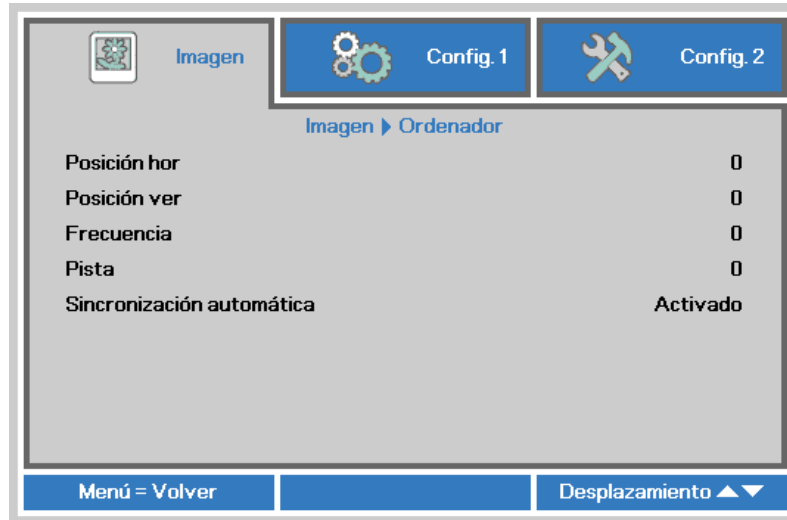 Imagen Config. 1 Config. 2
Imagen Ordenador
Posición hor 0
Posición ver 0
Frecuencia 0
Pista 0
Sincronización automática Activado
Menú = Volver Desplazamiento ▲▼